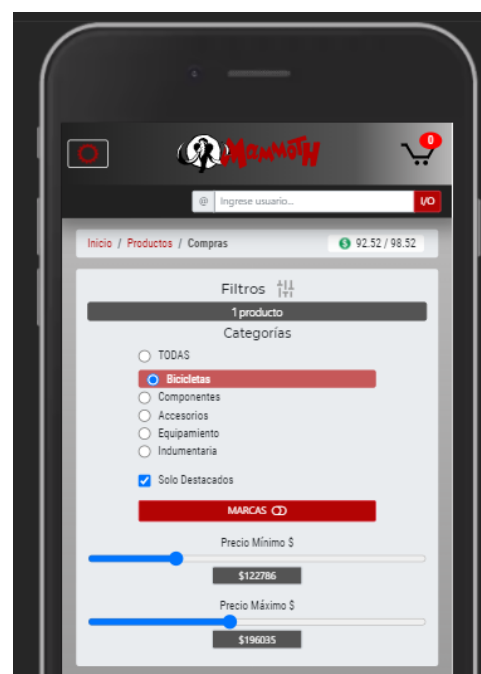 0
MAMMOTH
@ Ingrese usuario... I/O
Inicio / Productos / Compras $ 92.52 / 98.52
Filtros
1 producto
Categorías
TODAS
Bicicletas
Componentes
Accesorios
Equipamiento
Indumentaria
Solo Destacados
MARCAS
Precio Mínimo $
$122786
Precio Máximo $
$196035